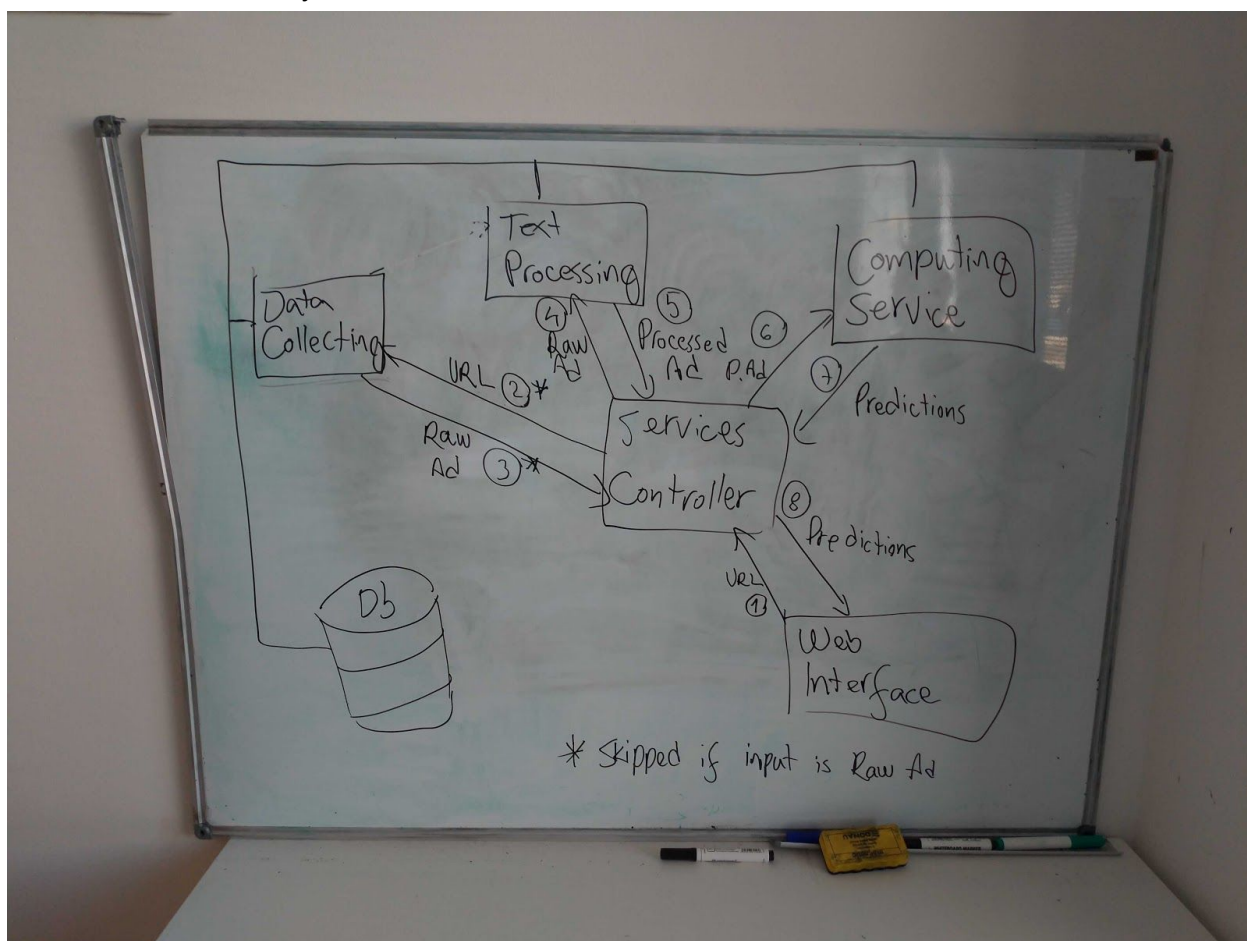 Text
Processing
Computing
Service
Data
Collecting
4
Raw
Ad
5
Processed
Ad
6
P.Ad
7
Predictions
URL 2*
Raw
Ad 3*
Services
Controller
8
Predictions
URL
1
Db
Web
Interface
* Skipped if input is Raw Ad